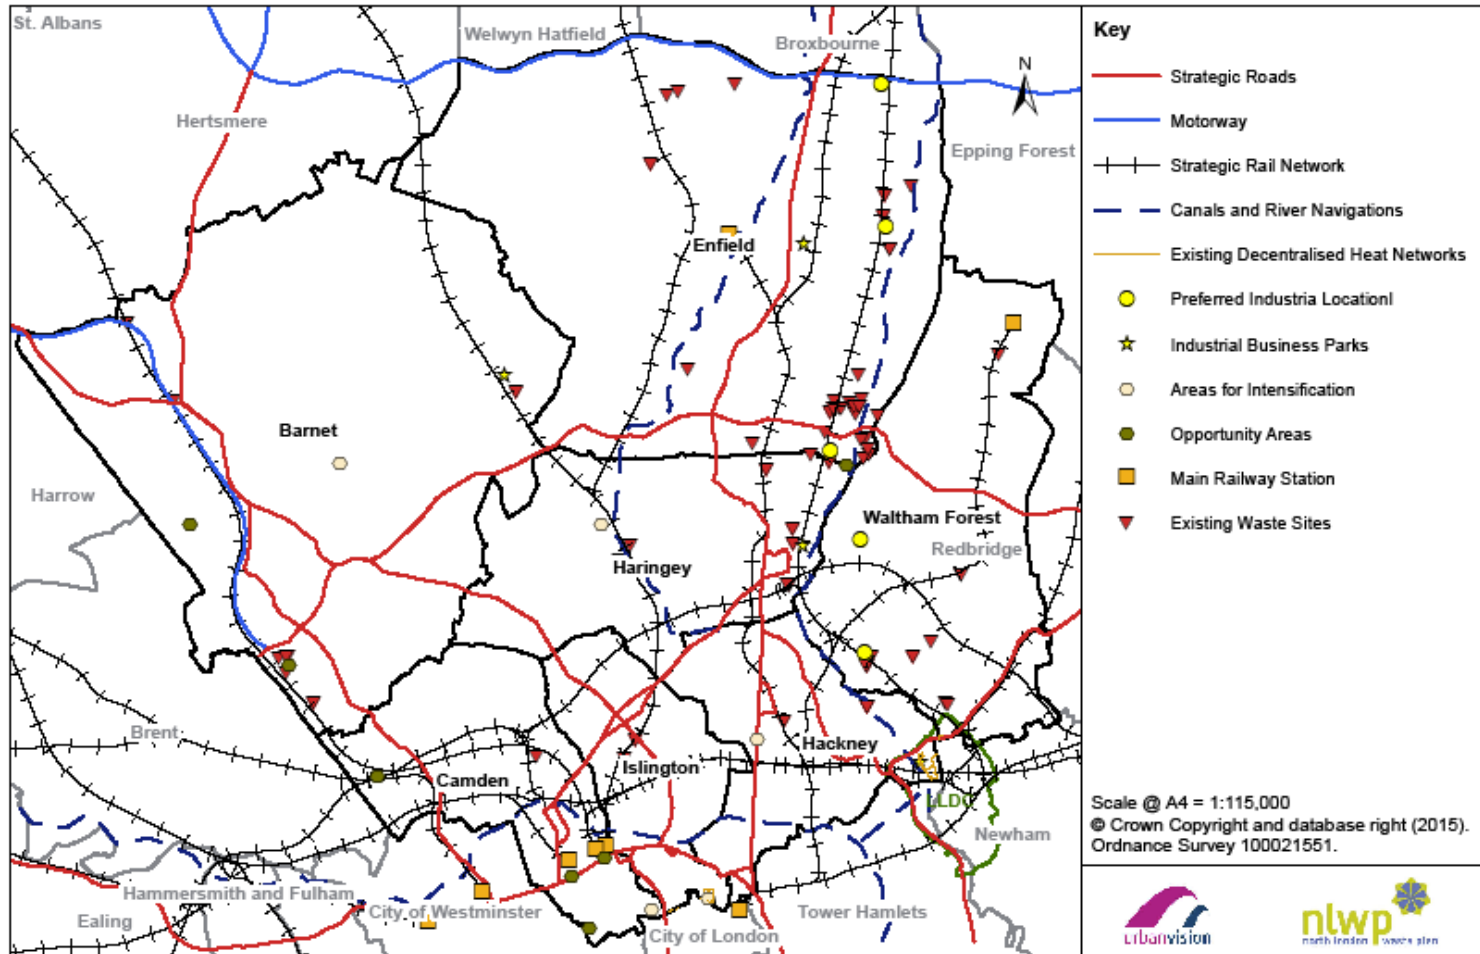 St. Albans
Welwyn Hatfield
Broxbourne
Hertsmere
Epping Forest
Enfield
Barnet
Harrow
Waltham Forest
Redbridge
Haringey
Brent
Hackney
Islington
Camden
LLDC
Newham
Hammersmith and Fulham
City of Westminster
Tower Hamlets
Ealing
City of London
N
Key
Strategic Roads
Motorway
Strategic Rail Network
Canals and River Navigations
Existing Decentralised Heat Networks
Preferred Industria Locationl
Industrial Business Parks
Areas for Intensification
Opportunity Areas
Main Railway Station
Existing Waste Sites
Scale @ A4 = 1:115,000
© Crown Copyright and database right (2015).
Ordnance Survey 100021551.
urbanvision
nlwp
north london waste plan